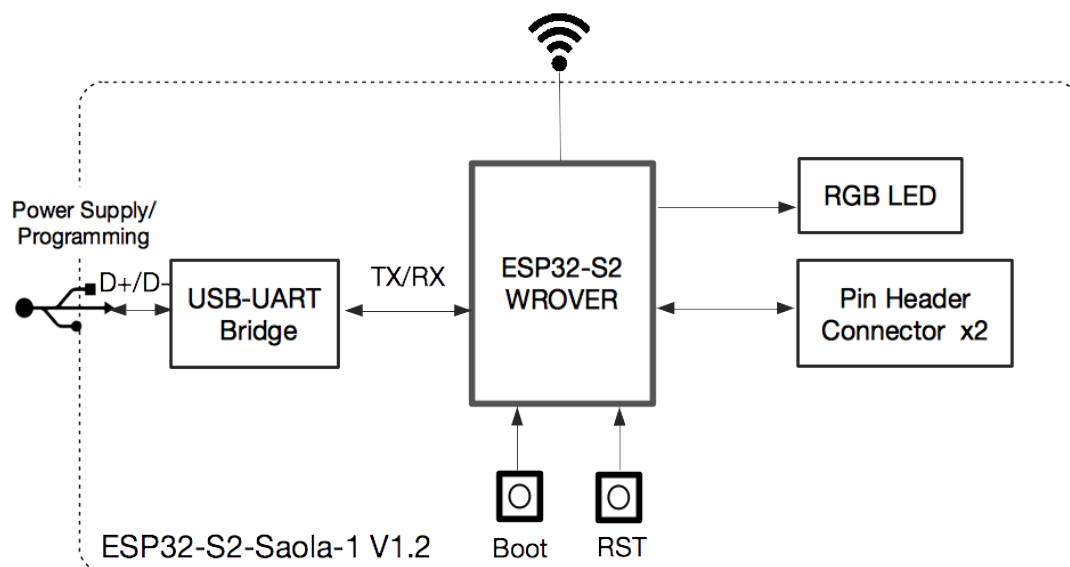 Power Supply/
Programming
D+/D-
USB-UART
Bridge
TX/RX
ESP32-S2
WROVER
RGB LED
Pin Header
Connector x2
Boot
RST
ESP32-S2-Saola-1 V1.2